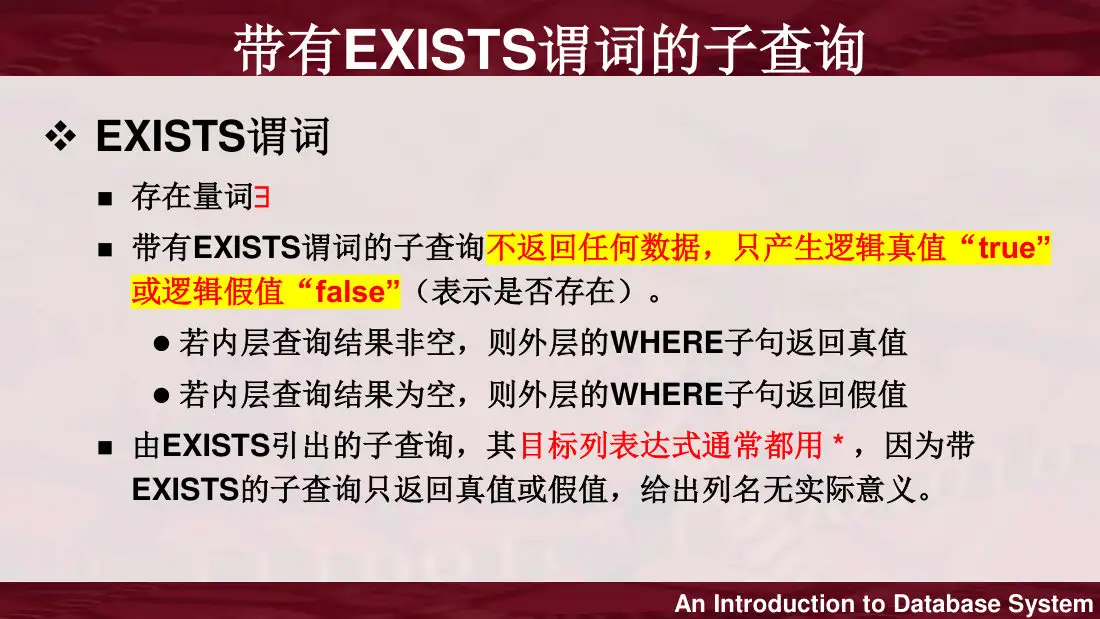 带有EXISTS谓词的子查询
❖ EXISTS谓词
■ 存在量词∃
■ 带有EXISTS谓词的子查询不返回任何数据，只产生逻辑真值“true”
或逻辑假值“false”（表示是否存在）。
● 若内层查询结果非空，则外层的WHERE子句返回真值
● 若内层查询结果为空，则外层的WHERE子句返回假值
■ 由EXISTS引出的子查询，其目标列表达式通常都用 * ，因为带
EXISTS的子查询只返回真值或假值，给出列名无实际意义。
An Introduction to Database System